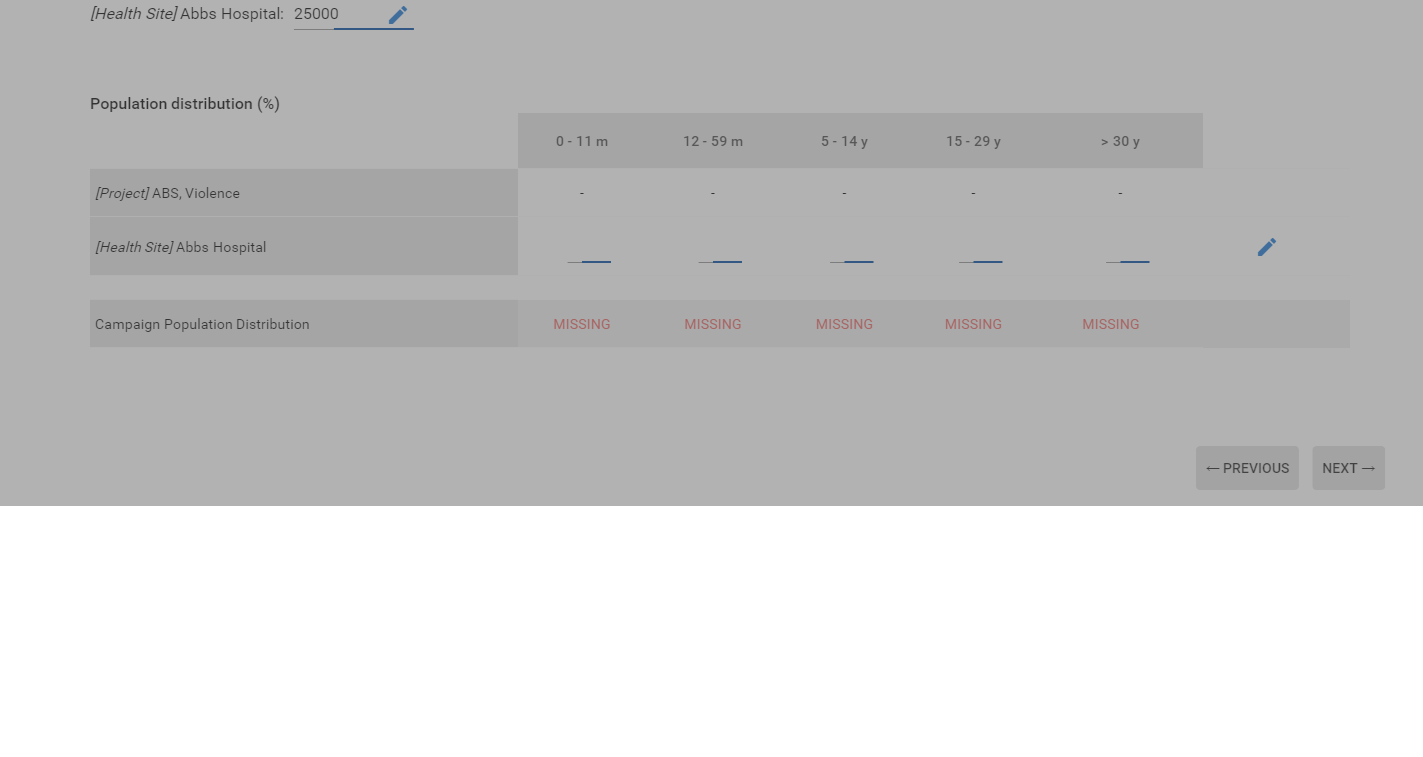 [Health Site] Abbs Hospital: 25000
Population distribution (%)
0 - 11 m 12 - 59 m 5 - 14 y 15 - 29 y > 30 y
[Project] ABS, Violence - - - - -
[Health Site] Abbs Hospital
Campaign Population Distribution MISSING MISSING MISSING MISSING MISSING
← PREVIOUS NEXT →